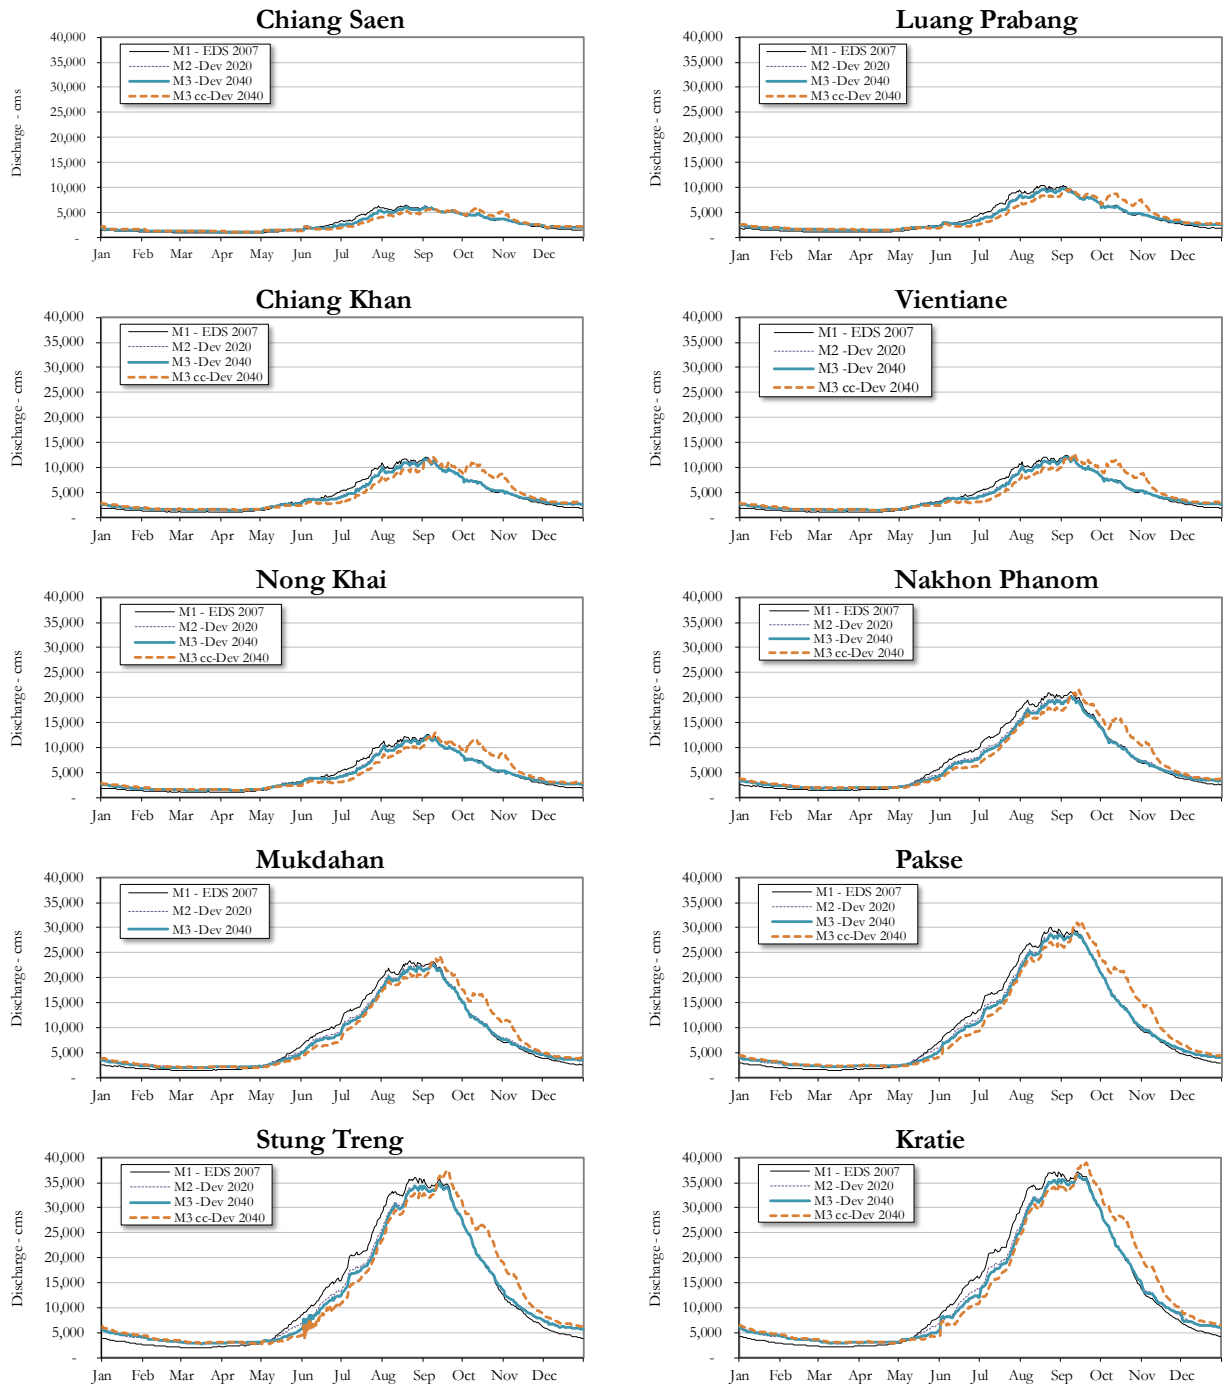 Chiang Saen
Discharge - cms
40,000
35,000
30,000
25,000
20,000
15,000
10,000
5,000
-
M1 - EDS 2007
M2 -Dev 2020
M3 -Dev 2040
M3 cc-Dev 2040
Jan Feb Mar Apr May Jun Jul Aug Sep Oct Nov Dec
Luang Prabang
Discharge - cms
40,000
35,000
30,000
25,000
20,000
15,000
10,000
5,000
-
M1 - EDS 2007
M2 -Dev 2020
M3 -Dev 2040
M3 cc-Dev 2040
Jan Feb Mar Apr May Jun Jul Aug Sep Oct Nov Dec
Chiang Khan
Discharge - cms
40,000
35,000
30,000
25,000
20,000
15,000
10,000
5,000
-
M1 - EDS 2007
M2 -Dev 2020
M3 -Dev 2040
M3 cc-Dev 2040
Jan Feb Mar Apr May Jun Jul Aug Sep Oct Nov Dec
Vientiane
Discharge - cms
40,000
35,000
30,000
25,000
20,000
15,000
10,000
5,000
-
M1 - EDS 2007
M2 -Dev 2020
M3 -Dev 2040
M3 cc-Dev 2040
Jan Feb Mar Apr May Jun Jul Aug Sep Oct Nov Dec
Nong Khai
Discharge - cms
40,000
35,000
30,000
25,000
20,000
15,000
10,000
5,000
-
M1 - EDS 2007
M2 -Dev 2020
M3 -Dev 2040
M3 cc-Dev 2040
Jan Feb Mar Apr May Jun Jul Aug Sep Oct Nov Dec
Nakhon Phanom
Discharge - cms
40,000
35,000
30,000
25,000
20,000
15,000
10,000
5,000
-
M1 - EDS 2007
M2 -Dev 2020
M3 -Dev 2040
M3 cc-Dev 2040
Jan Feb Mar Apr May Jun Jul Aug Sep Oct Nov Dec
Mukdahan
Discharge - cms
40,000
35,000
30,000
25,000
20,000
15,000
10,000
5,000
-
M1 - EDS 2007
M2 -Dev 2020
M3 -Dev 2040
Jan Feb Mar Apr May Jun Jul Aug Sep Oct Nov Dec
Pakse
Discharge - cms
40,000
35,000
30,000
25,000
20,000
15,000
10,000
5,000
-
M1 - EDS 2007
M2 -Dev 2020
M3 -Dev 2040
M3 cc-Dev 2040
Jan Feb Mar Apr May Jun Jul Aug Sep Oct Nov Dec
Stung Treng
Discharge - cms
40,000
35,000
30,000
25,000
20,000
15,000
10,000
5,000
-
M1 - EDS 2007
M2 -Dev 2020
M3 -Dev 2040
M3 cc-Dev 2040
Jan Feb Mar Apr May Jun Jul Aug Sep Oct Nov Dec
Kratie
Discharge - cms
40,000
35,000
30,000
25,000
20,000
15,000
10,000
5,000
-
M1 - EDS 2007
M2 -Dev 2020
M3 -Dev 2040
M3 cc-Dev 2040
Jan Feb Mar Apr May Jun Jul Aug Sep Oct Nov Dec